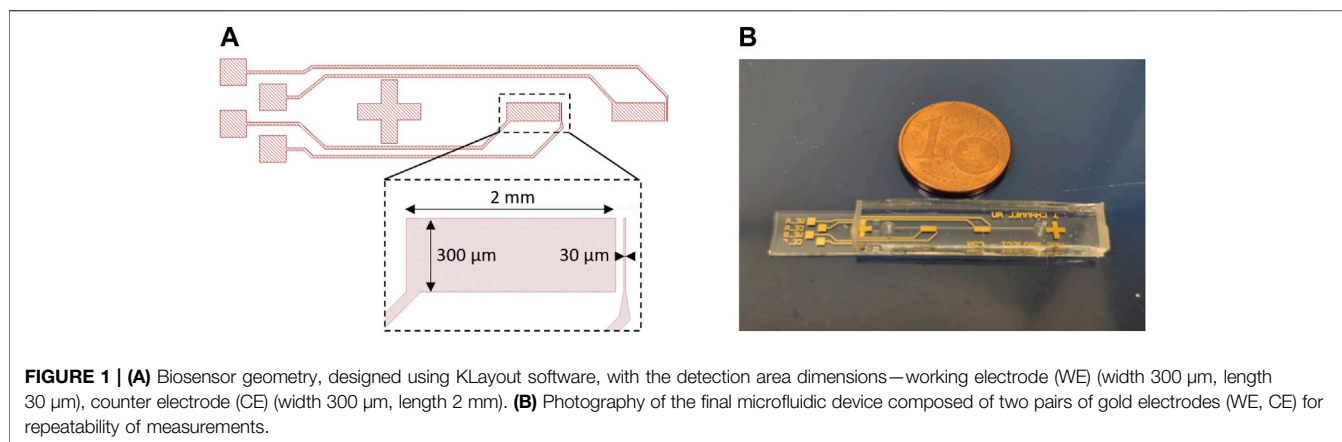 A
B
2 mm
300 µm
30 µm
FIGURE 1 | (A) Biosensor geometry, designed using KLayout software, with the detection area dimensions—working electrode (WE) (width 300 µm, length
30 µm), counter electrode (CE) (width 300 µm, length 2 mm). (B) Photography of the final microfluidic device composed of two pairs of gold electrodes (WE, CE) for
repeatability of measurements.